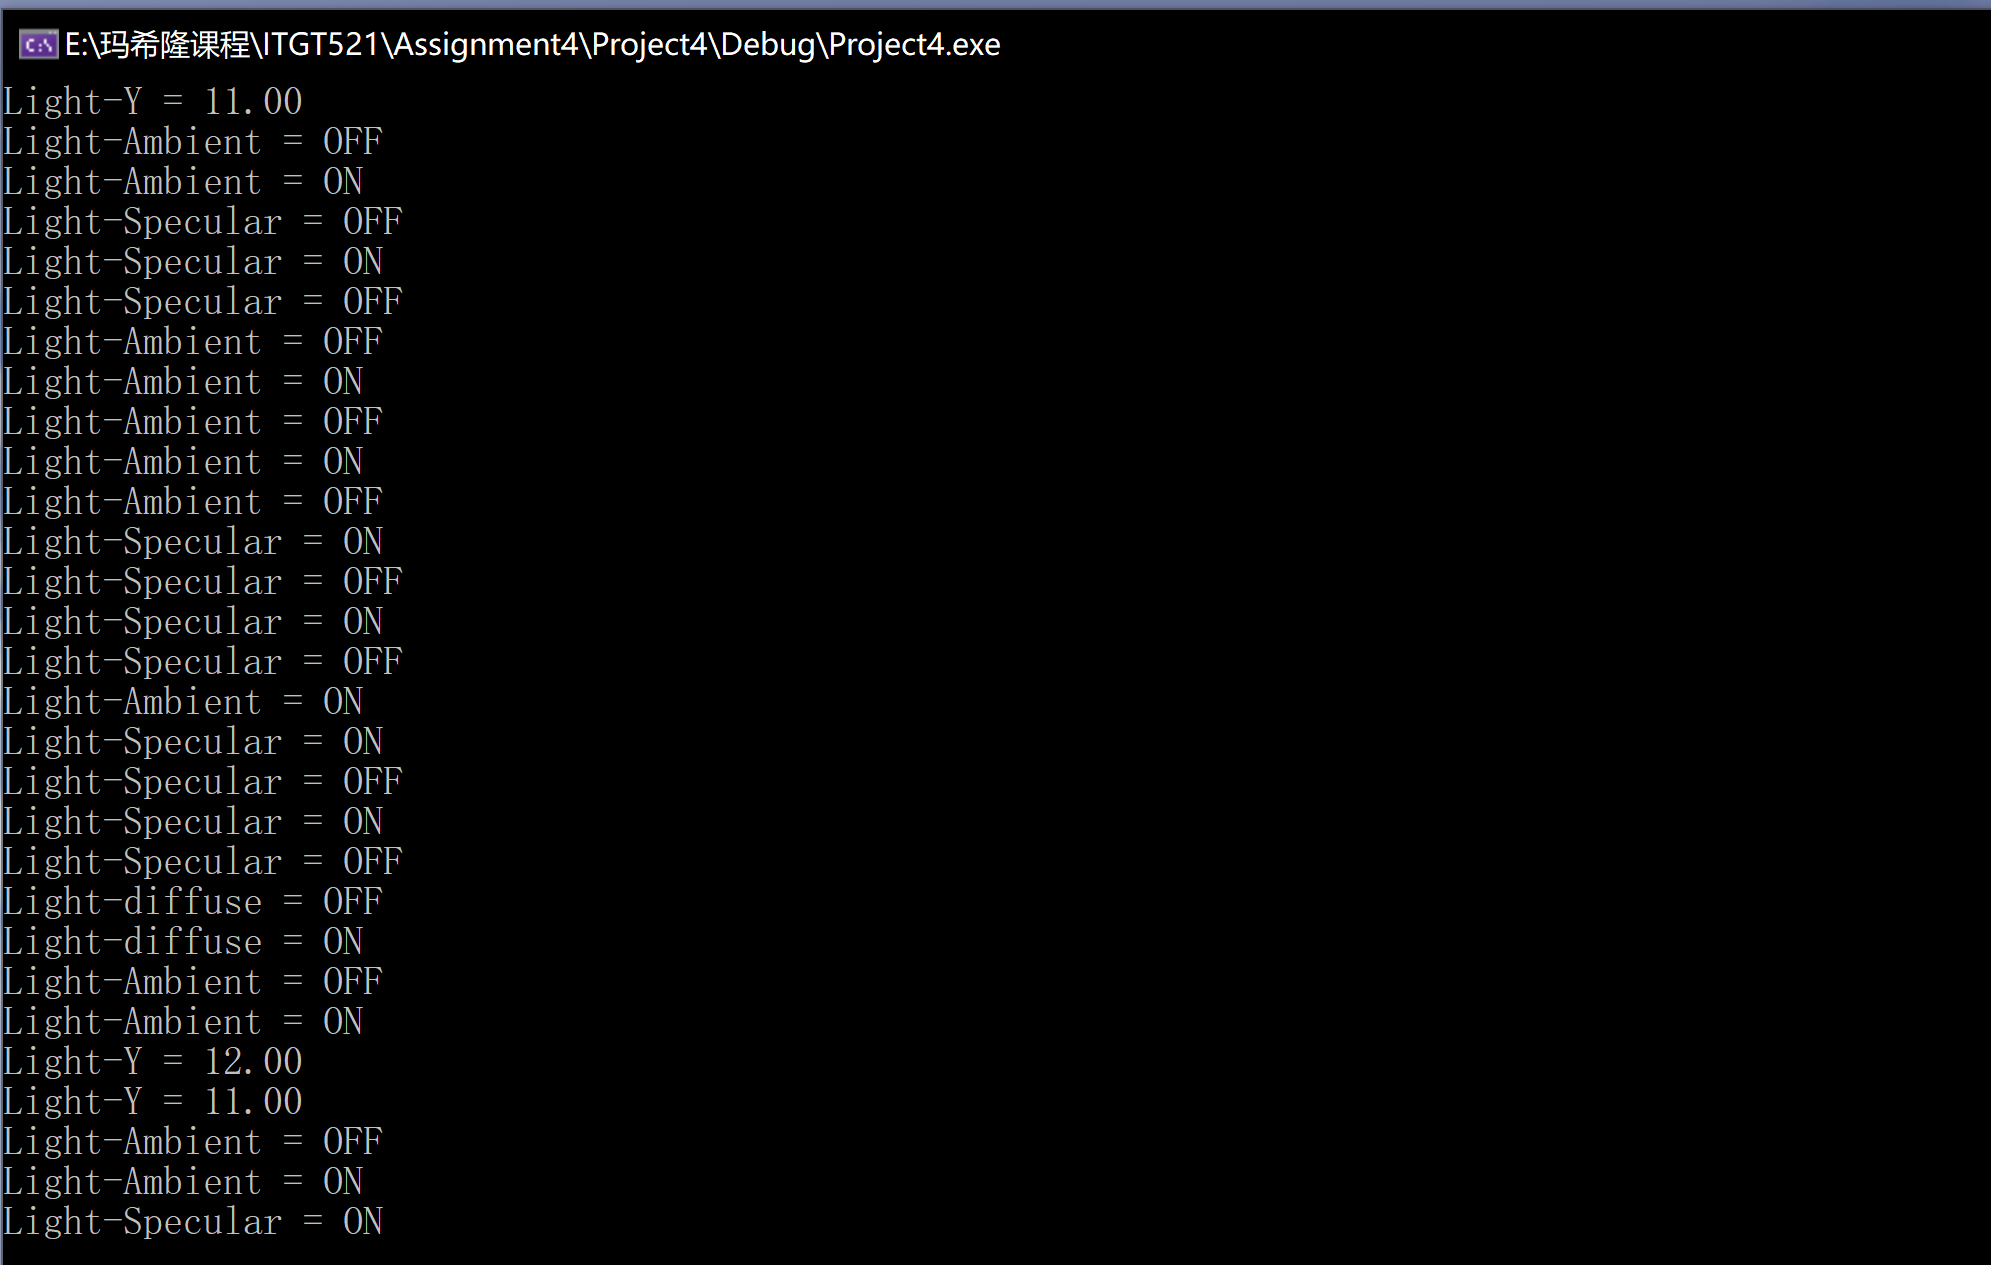 E:\玛希隆课程\ITGT521\Assignment4\Project4\Debug\Project4.exe
Light-Y = 11.00
Light-Ambient = OFF
Light-Ambient = ON
Light-Specular = OFF
Light-Specular = ON
Light-Specular = OFF
Light-Ambient = OFF
Light-Ambient = ON
Light-Ambient = OFF
Light-Ambient = ON
Light-Ambient = OFF
Light-Specular = ON
Light-Specular = OFF
Light-Specular = ON
Light-Specular = OFF
Light-Ambient = ON
Light-Specular = ON
Light-Specular = OFF
Light-Specular = ON
Light-Specular = OFF
Light-diffuse = OFF
Light-diffuse = ON
Light-Ambient = OFF
Light-Ambient = ON
Light-Y = 12.00
Light-Y = 11.00
Light-Ambient = OFF
Light-Ambient = ON
Light-Specular = ON